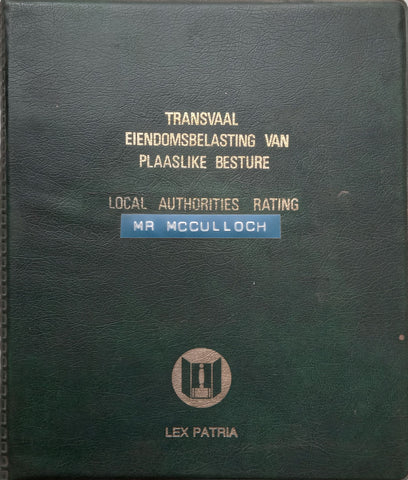 TRANSVAAL
EIENDOMSBELASTING VAN
PLAASLIKE BESTURE
LOCAL AUTHORITIES RATING
MR MCCULLOCH
LEX PATRIA